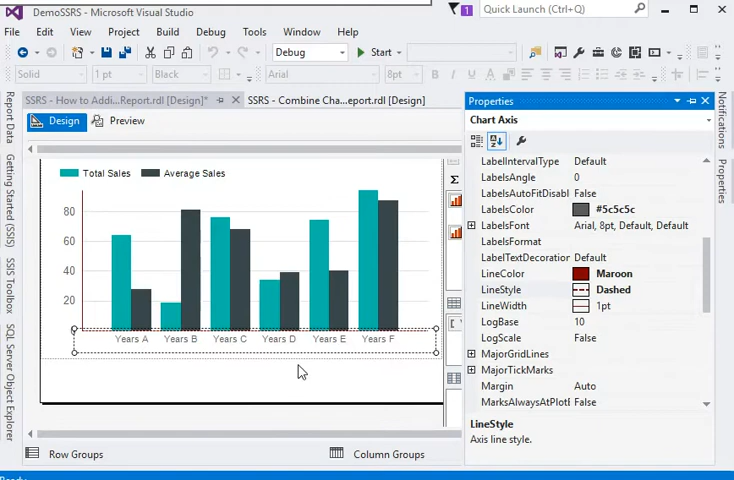 DemoSSRS - Microsoft Visual Studio
1
Quick Launch (Ctrl+Q)
File Edit View Project Build Debug Tools Window Help
Debug Start
Solid 1 pt Black Arial 8pt B I U A
SSRS - How to Addi...Report.rdl [Design]* SSRS - Combine Cha...eport.rdl [Design]
Design Preview
Report Data
Getting Started (SSIS)
SSIS Toolbox
SQL Server Object Explorer
Total Sales Average Sales
80
60
40
20
Years A Years B Years C Years D Years E Years F
Row Groups Column Groups
Σ
Properties
Chart Axis
LabelIntervalType Default
LabelsAngle 0
LabelsAutoFitDisabl False
LabelsColor #5c5c5c
LabelsFont Arial, 8pt, Default, Default
LabelsFormat
LabelTextDecoration Default
LineColor Maroon
LineStyle Dashed
LineWidth 1pt
LogBase 10
LogScale False
MajorGridLines
MajorTickMarks
Margin Auto
MarksAlwaysAtPlotE False
LineStyle
Axis line style.
Notifications
Properties